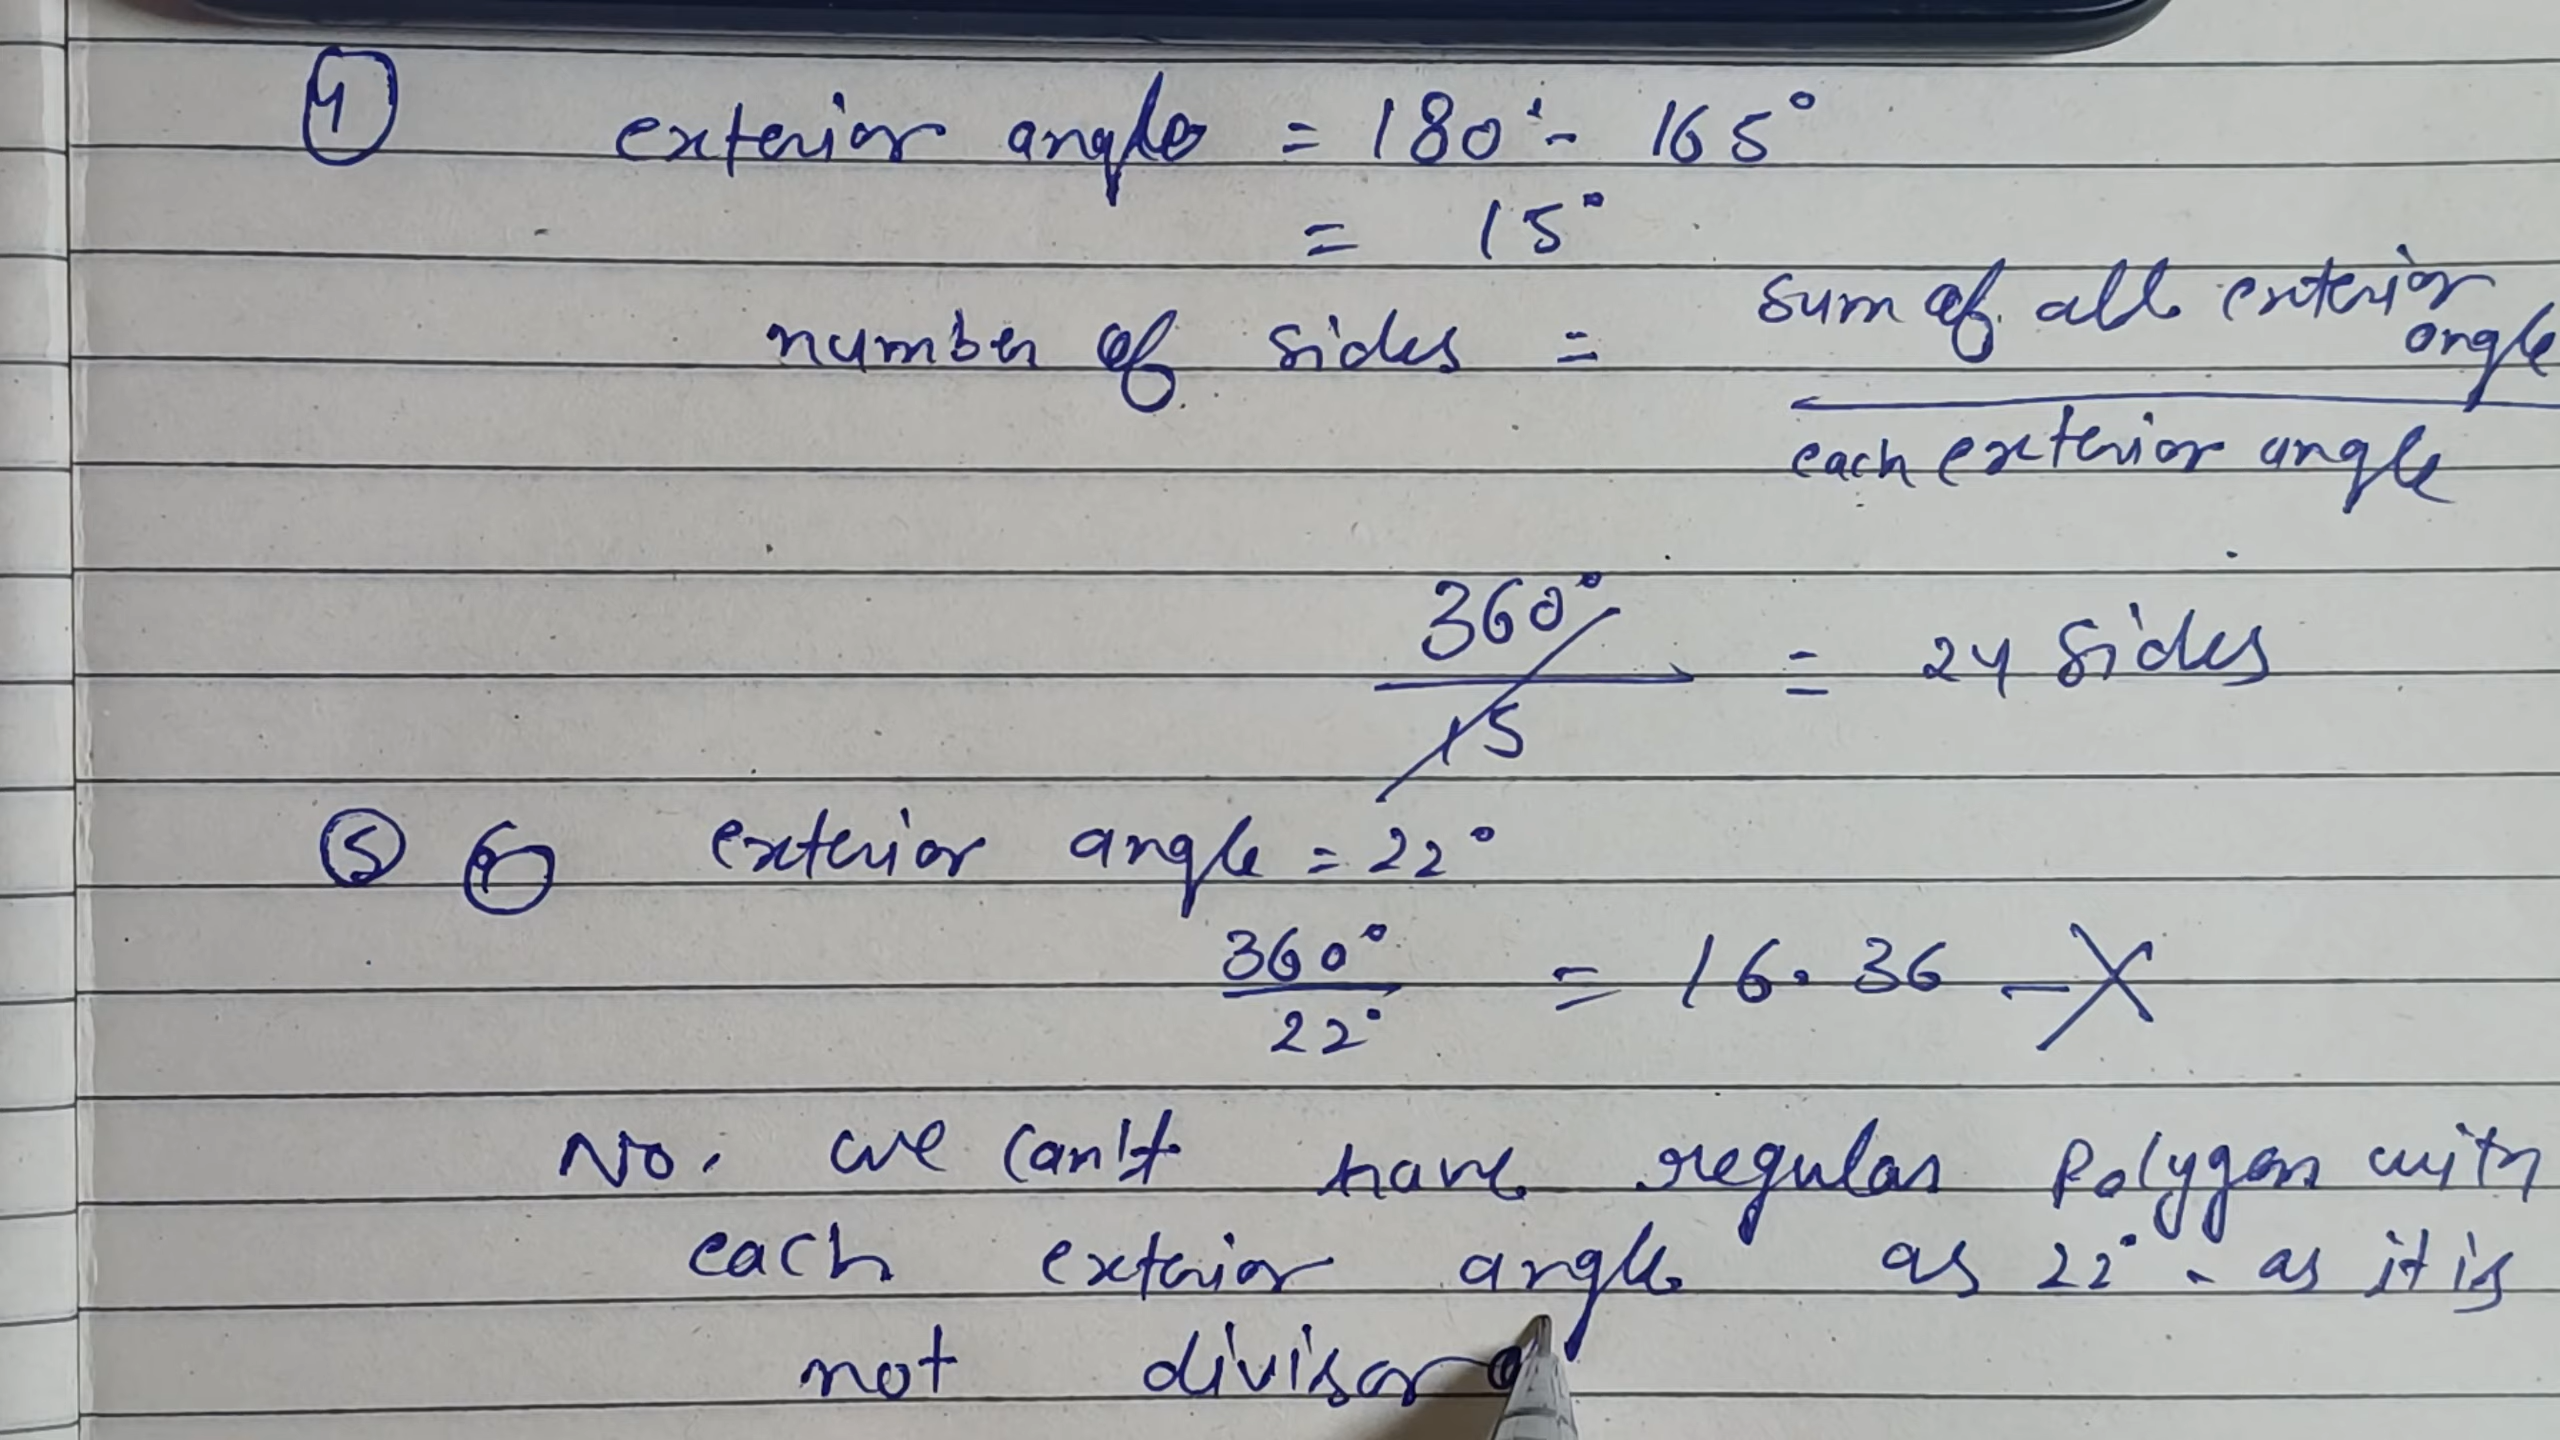 4 exterior angle = 180° - 165°
= 15°
number of sides = sum of all exterior angle
each exterior angle
360°
15
= 24 sides
5 exterior angle = 22°
360°
22°
= 16.36 - X
No. we can't have regular polygon with
each exterior angle as 22° - as it is
not divisor